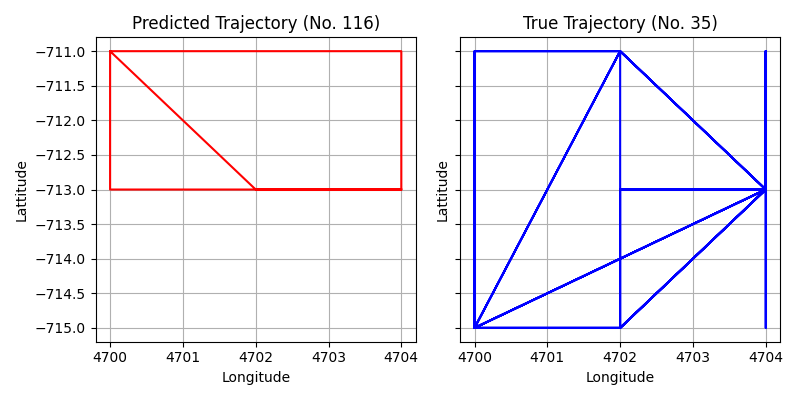 Predicted Trajectory (No. 116)
−711.0
−711.5
−712.0
−712.5
−713.0
−713.5
−714.0
−714.5
−715.0
Lattitude
4700 4701 4702 4703 4704
Longitude
True Trajectory (No. 35)
Lattitude
4700 4701 4702 4703 4704
Longitude